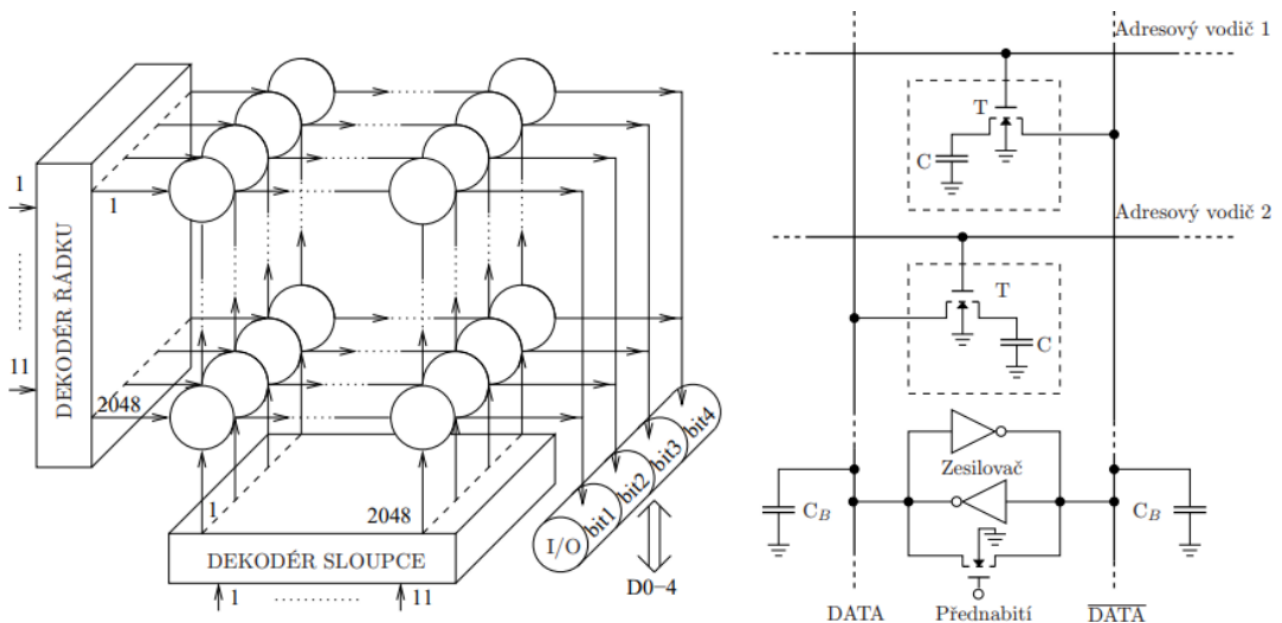 DEKODÉR ŘÁDKU
1
11
1
2048
1
2048
DEKODÉR SLOUPCE
1
11
I/O
bit1
bit2
bit3
bit4
D0–4
Adresový vodič 1
T
C
Adresový vodič 2
T
C
Zesilovač
C_B
C_B
DATA
Přednabití
D̅A̅T̅A̅